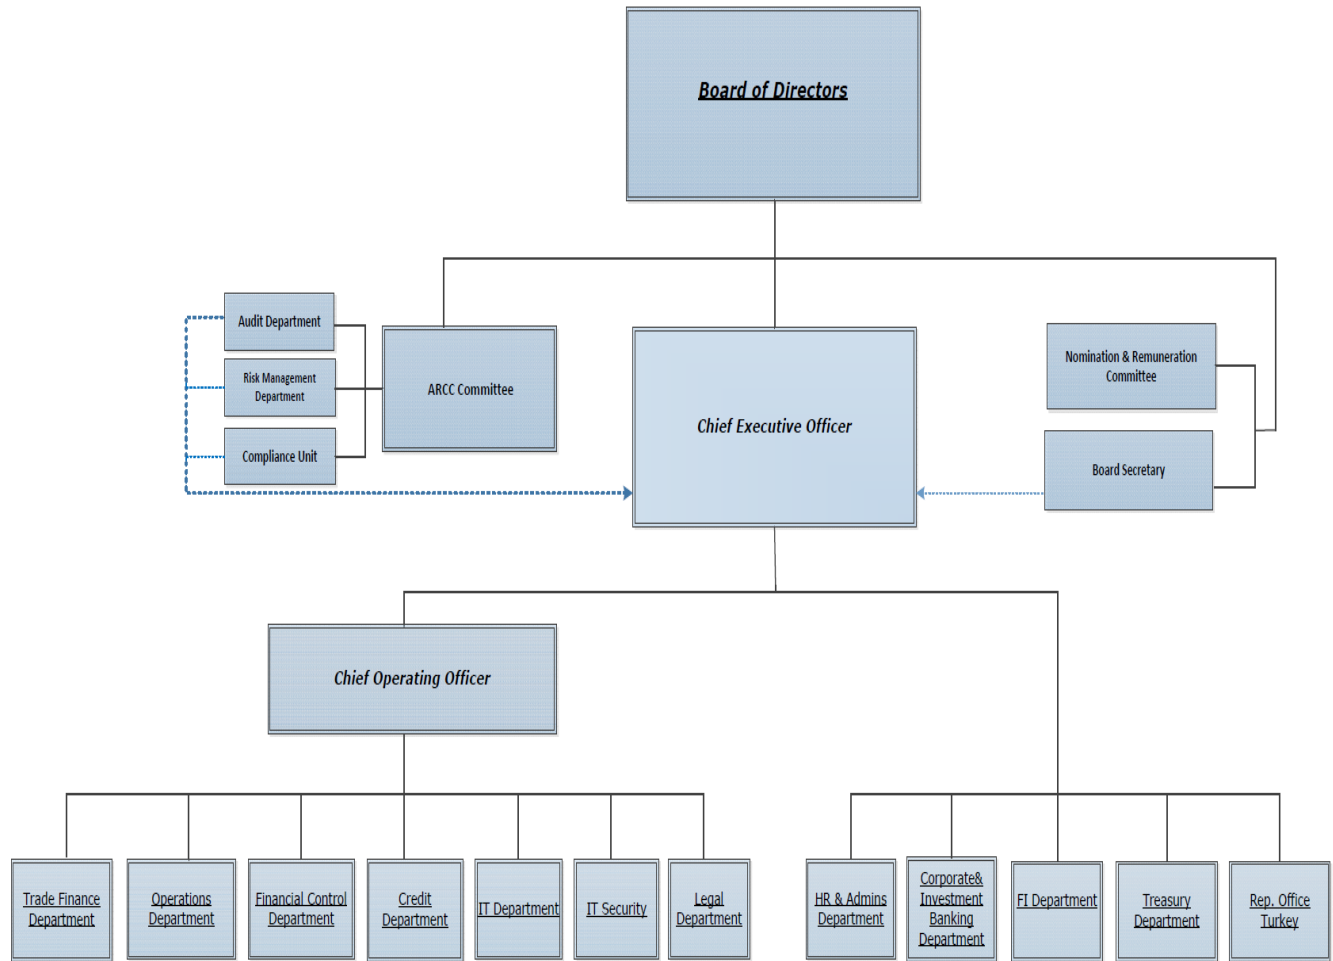 Board of Directors
Audit Department
Risk Management
Department
Compliance Unit
ARCC Committee
Chief Executive Officer
Nomination & Remuneration
Committee
Board Secretary
Chief Operating Officer
Trade Finance
Department
Operations
Department
Financial Control
Department
Credit
Department
IT Department
IT Security
Legal
Department
HR & Admins
Department
Corporate&
Investment
Banking
Department
FI Department
Treasury
Department
Rep. Office
Turkey